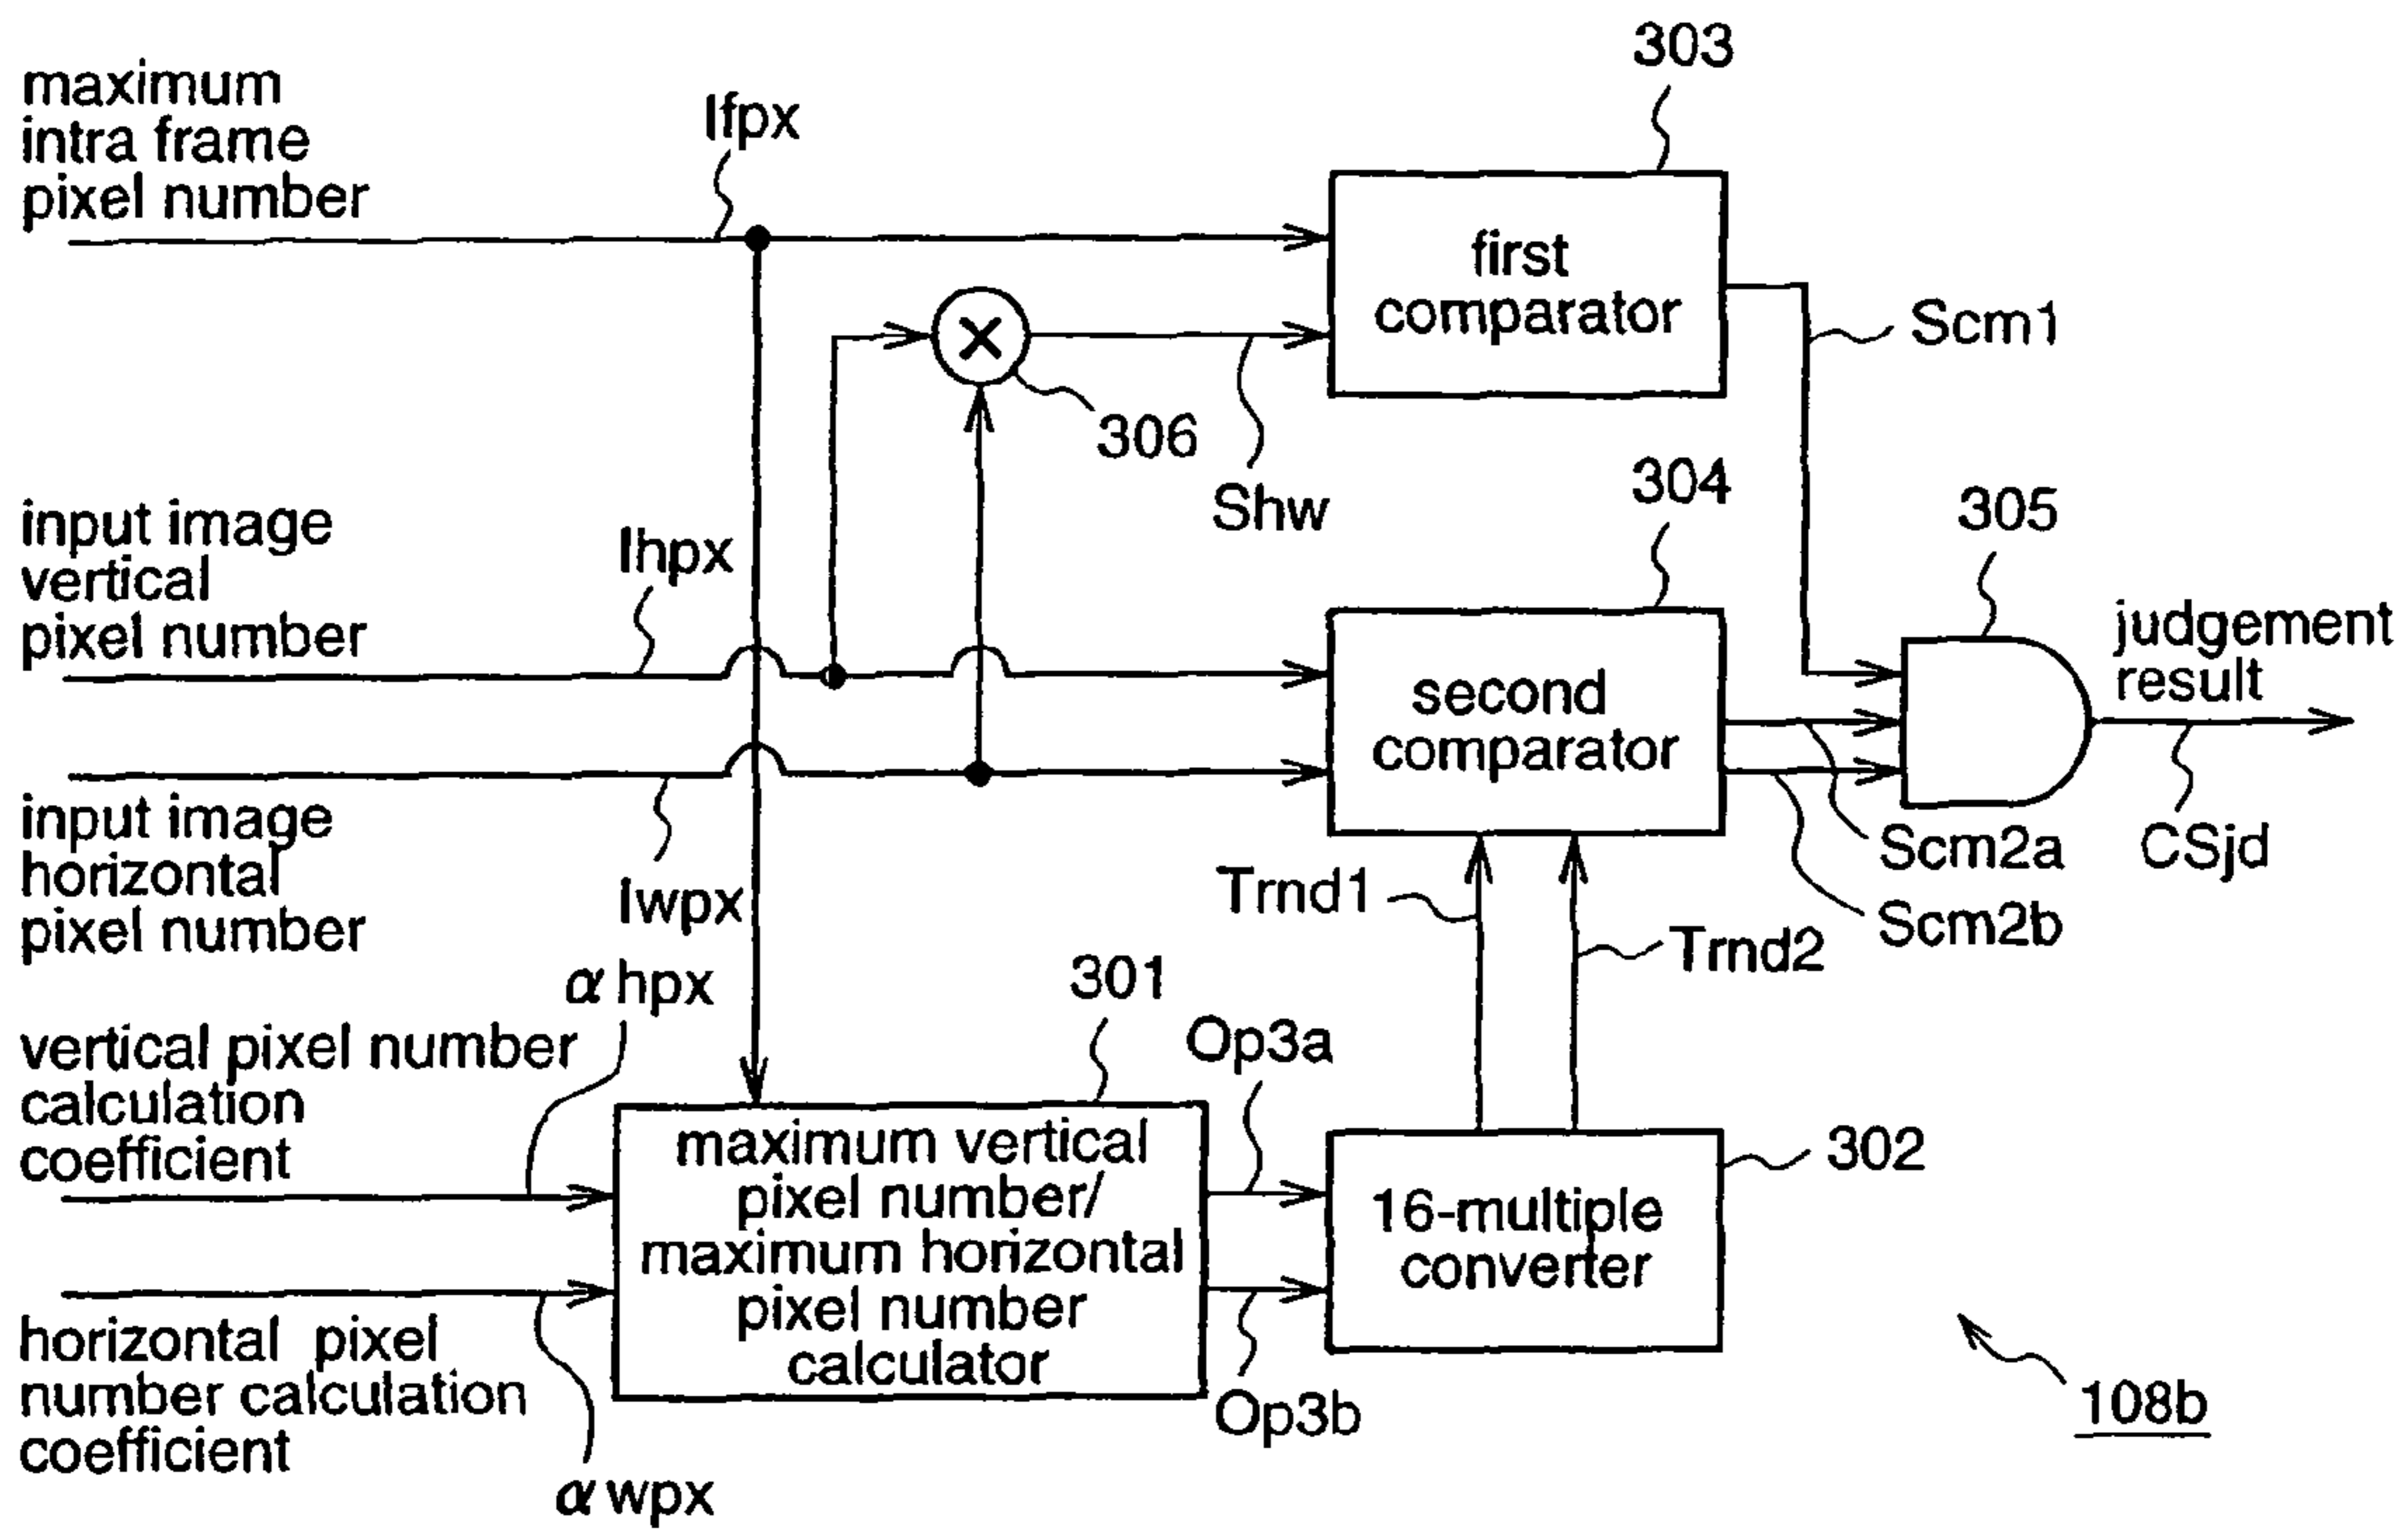 maximum
intra frame
pixel number
Ifpx
303
first
comparator
Scm1
306
Shw
input image
vertical
pixel number
Ihpx
304
305
second
comparator
judgement
result
input image
horizontal
pixel number
Iwpx
Scm2a
CSjd
Scm2b
Trnd1
Trnd2
α hpx
301
vertical pixel number
calculation
coefficient
Op3a
maximum vertical
pixel number/
maximum horizontal
pixel number
calculator
302
16-multiple
converter
horizontal pixel
number calculation
coefficient
Op3b
108b
α wpx